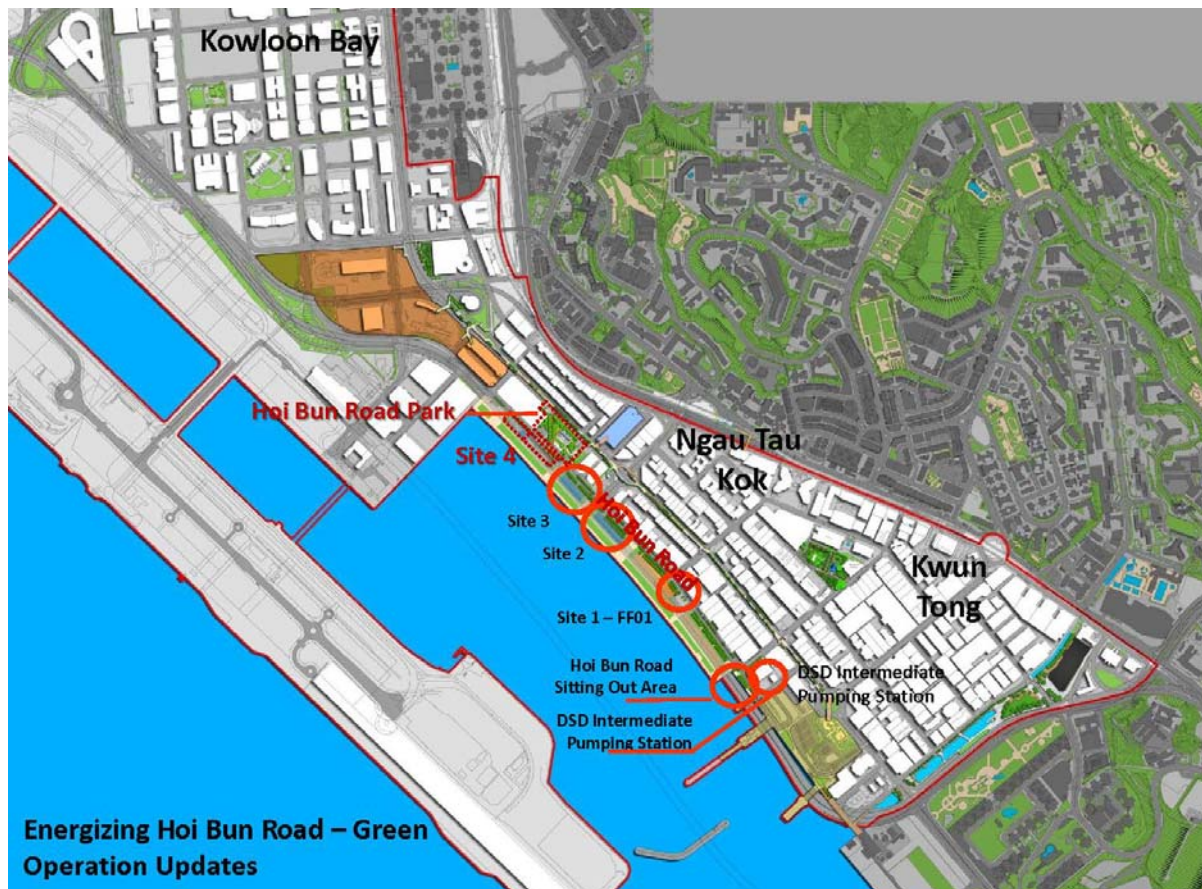 Kowloon Bay
Hoi Bun Road Park
Ngau Tau
Kok
Site 4
Hoi Bun Road
Site 3
Site 2
Kwun
Tong
Site 1 – FF01
Hoi Bun Road
Sitting Out Area
DSD Intermediate
Pumping Station
DSD Intermediate
Pumping Station
Energizing Hoi Bun Road – Green
Operation Updates